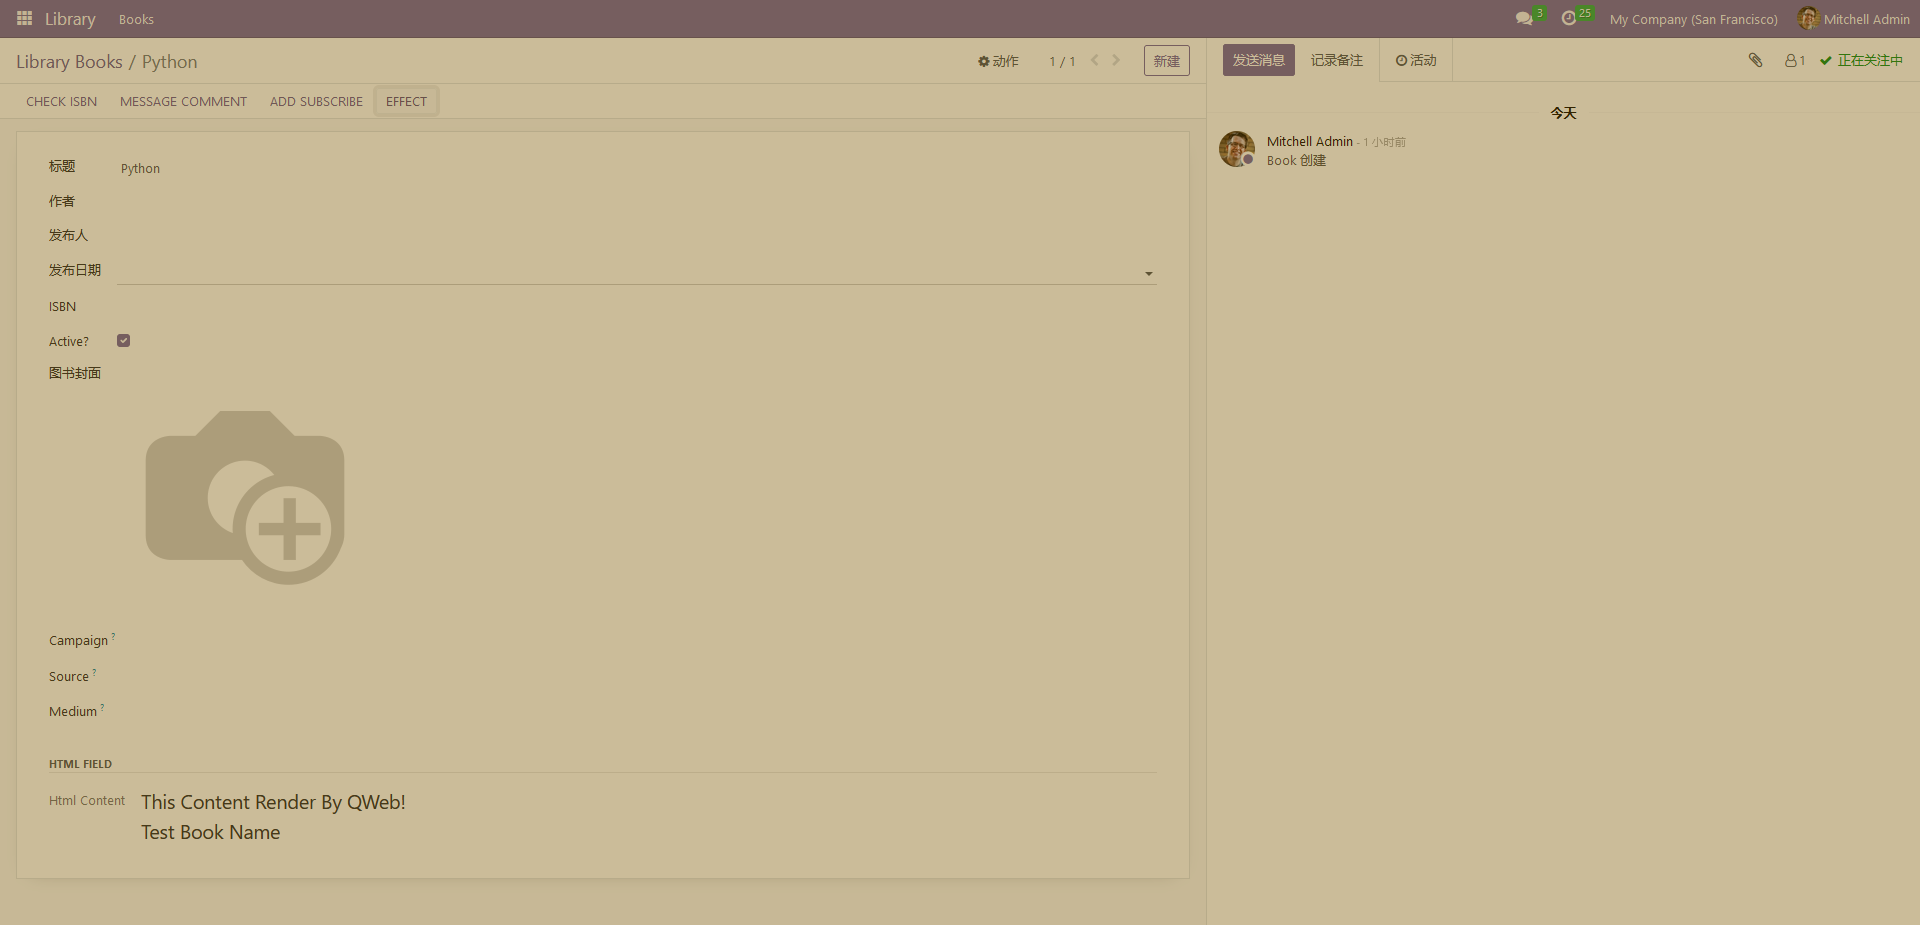 Library Books 3 25 My Company (San Francisco) Mitchell Admin
Library Books / Python 动作 1 / 1 新建
CHECK ISBN MESSAGE COMMENT ADD SUBSCRIBE EFFECT
标题 Python
作者
发布人
发布日期
ISBN
Active?
图书封面
Campaign ?
Source ?
Medium ?
HTML FIELD
Html Content This Content Render By QWeb!
Test Book Name
发送消息 记录备注 活动 1 正在关注中
今天
Mitchell Admin - 1 小时前
Book 创建